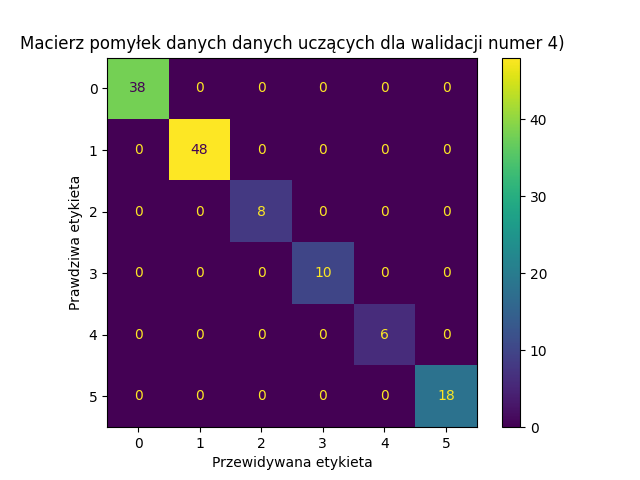 Macierz pomyłek danych danych uczących dla walidacji numer 4)
0 38 0 0 0 0 0
1 0 48 0 0 0 0
2 0 0 8 0 0 0
3 0 0 0 10 0 0
4 0 0 0 0 6 0
5 0 0 0 0 0 18
0 1 2 3 4 5
Prawdziwa etykieta
Przewidywana etykieta
40
30
20
10
0